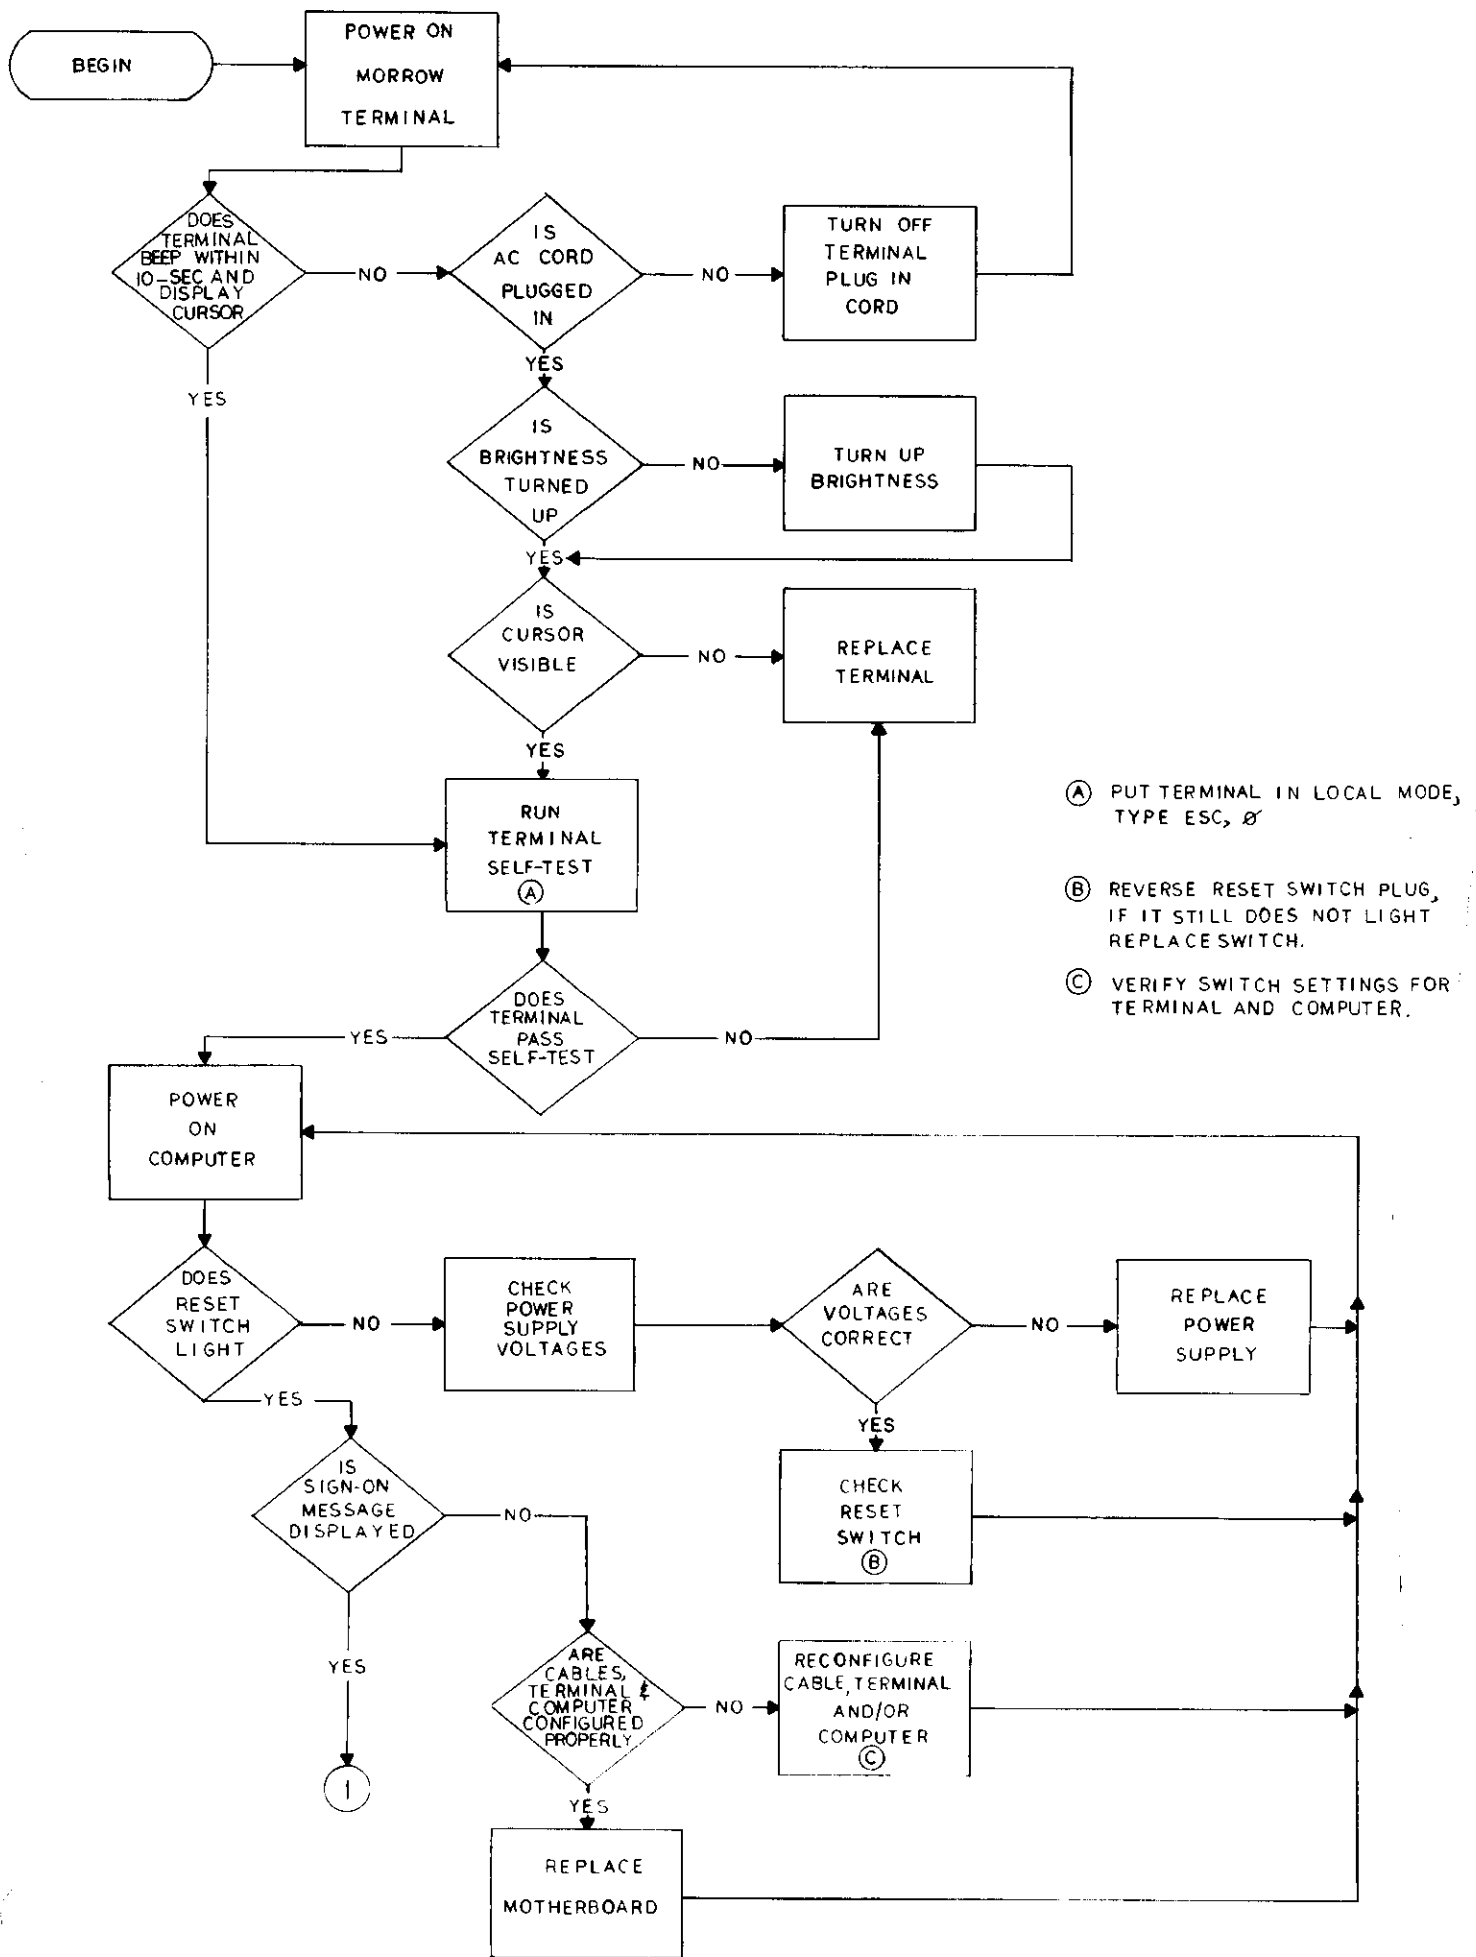 BEGIN
POWER ON
MORROW
TERMINAL
DOES
TERMINAL
BEEP WITHIN
10-SEC AND
DISPLAY
CURSOR
NO
IS
AC CORD
PLUGGED
IN
NO
TURN OFF
TERMINAL
PLUG IN
CORD
YES
YES
IS
BRIGHTNESS
TURNED
UP
NO
TURN UP
BRIGHTNESS
YES
IS
CURSOR
VISIBLE
NO
REPLACE
TERMINAL
YES
RUN
TERMINAL
SELF-TEST
A
A PUT TERMINAL IN LOCAL MODE,
TYPE ESC, Ø
B REVERSE RESET SWITCH PLUG,
IF IT STILL DOES NOT LIGHT
REPLACE SWITCH.
C VERIFY SWITCH SETTINGS FOR
TERMINAL AND COMPUTER.
DOES
TERMINAL
PASS
SELF-TEST
YES
NO
POWER
ON
COMPUTER
DOES
RESET
SWITCH
LIGHT
NO
CHECK
POWER
SUPPLY
VOLTAGES
ARE
VOLTAGES
CORRECT
NO
REPLACE
POWER
SUPPLY
YES
YES
IS
SIGN-ON
MESSAGE
DISPLAYED
NO
CHECK
RESET
SWITCH
B
YES
ARE
CABLES,
TERMINAL &
COMPUTER
CONFIGURED
PROPERLY
NO
RECONFIGURE
CABLE, TERMINAL
AND/OR
COMPUTER
C
1
YES
REPLACE
MOTHERBOARD